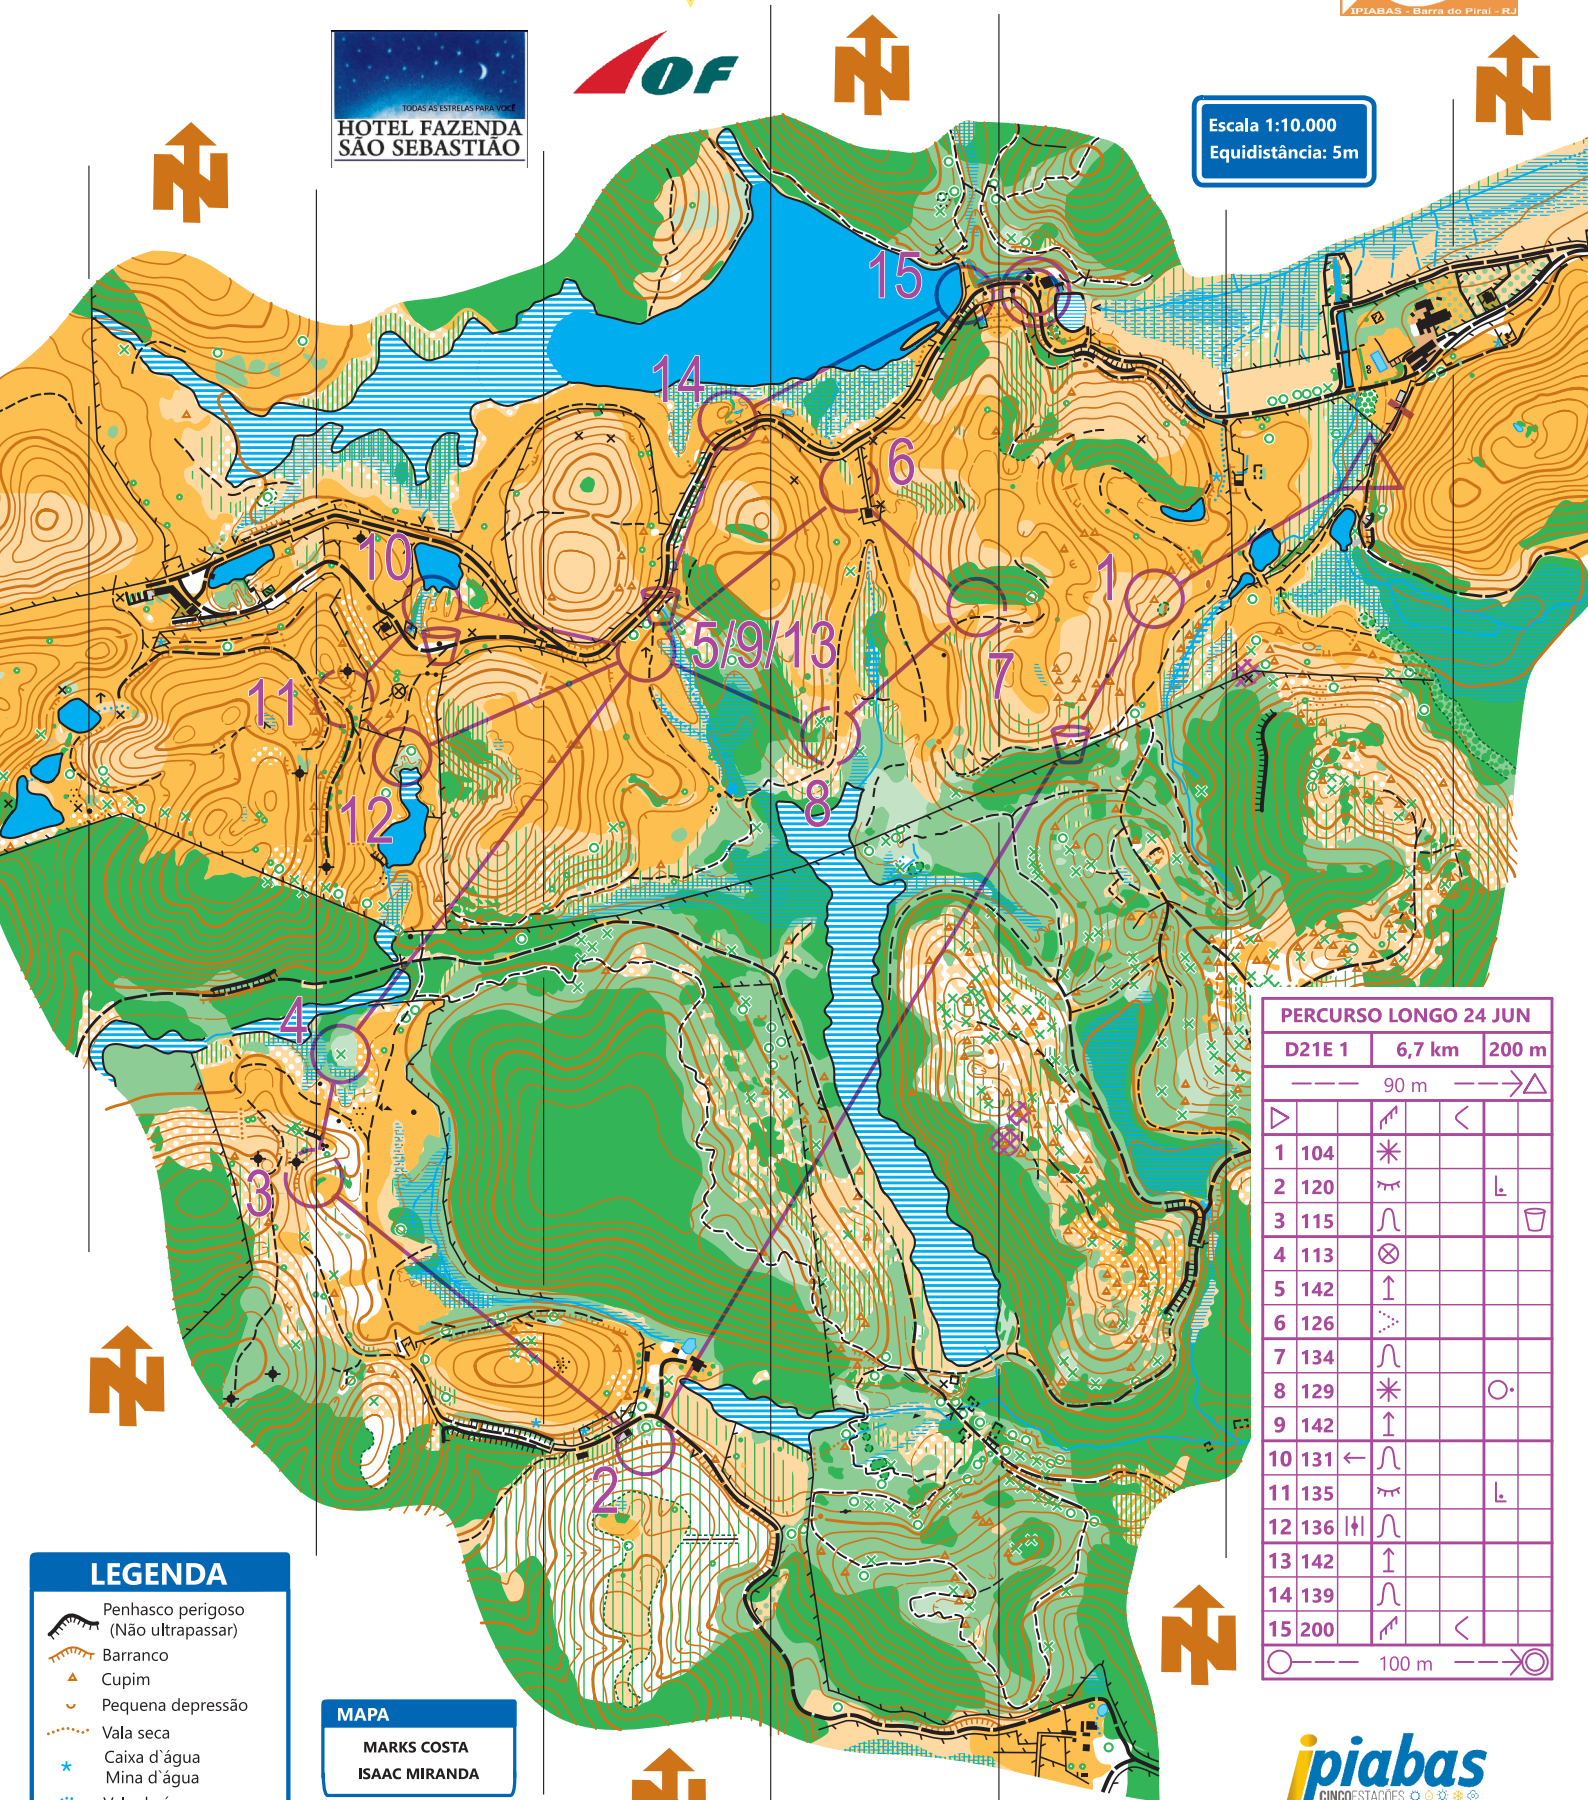 IPIABAS - Barra do Piraí - RJ
TODAS AS ESTRELAS PARA VOCÊ
HOTEL FAZENDA
SÃO SEBASTIÃO
IOF
N
N
N
Escala 1:10.000
Equidistância: 5m
15
14
6
10
1
5/9/13
7
11
12
8
4
3
2
N
N
N
PERCURSO LONGO 24 JUN
D21E 1 6,7 km 200 m
90 m
1 104
2 120
3 115
4 113
5 142
6 126
7 134
8 129
9 142
10 131
11 135
12 136
13 142
14 139
15 200
100 m
LEGENDA
Penhasco perigoso
(Não ultrapassar)
Barranco
Cupim
Pequena depressão
Vala seca
Caixa d`água
Mina d`água
MAPA
MARKS COSTA
ISAAC MIRANDA
ipiabas
CINCOESTAÇÕES